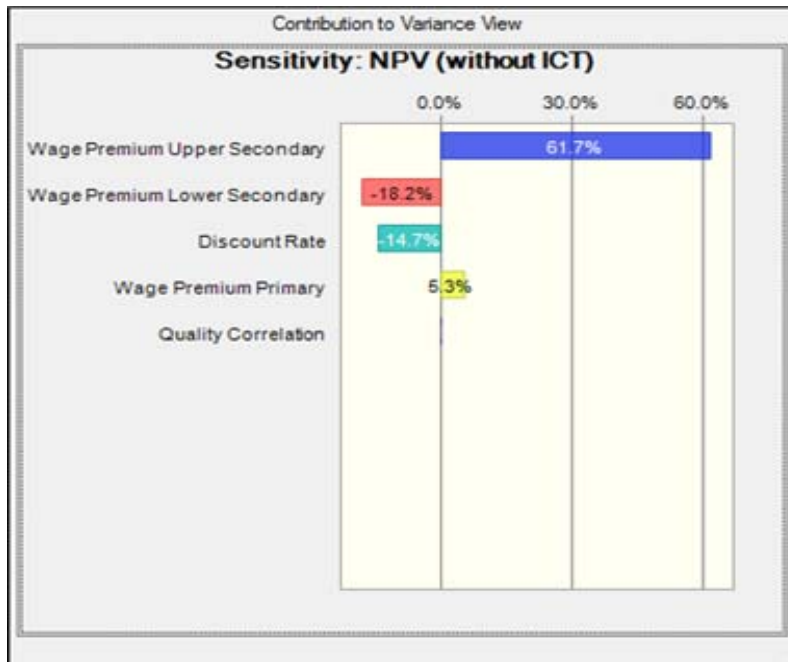 Contribution to Variance View
Sensitivity: NPV (without ICT)
0.0% 30.0% 60.0%
Wage Premium Upper Secondary 61.7%
Wage Premium Lower Secondary -18.2%
Discount Rate -14.7%
Wage Premium Primary 5.3%
Quality Correlation